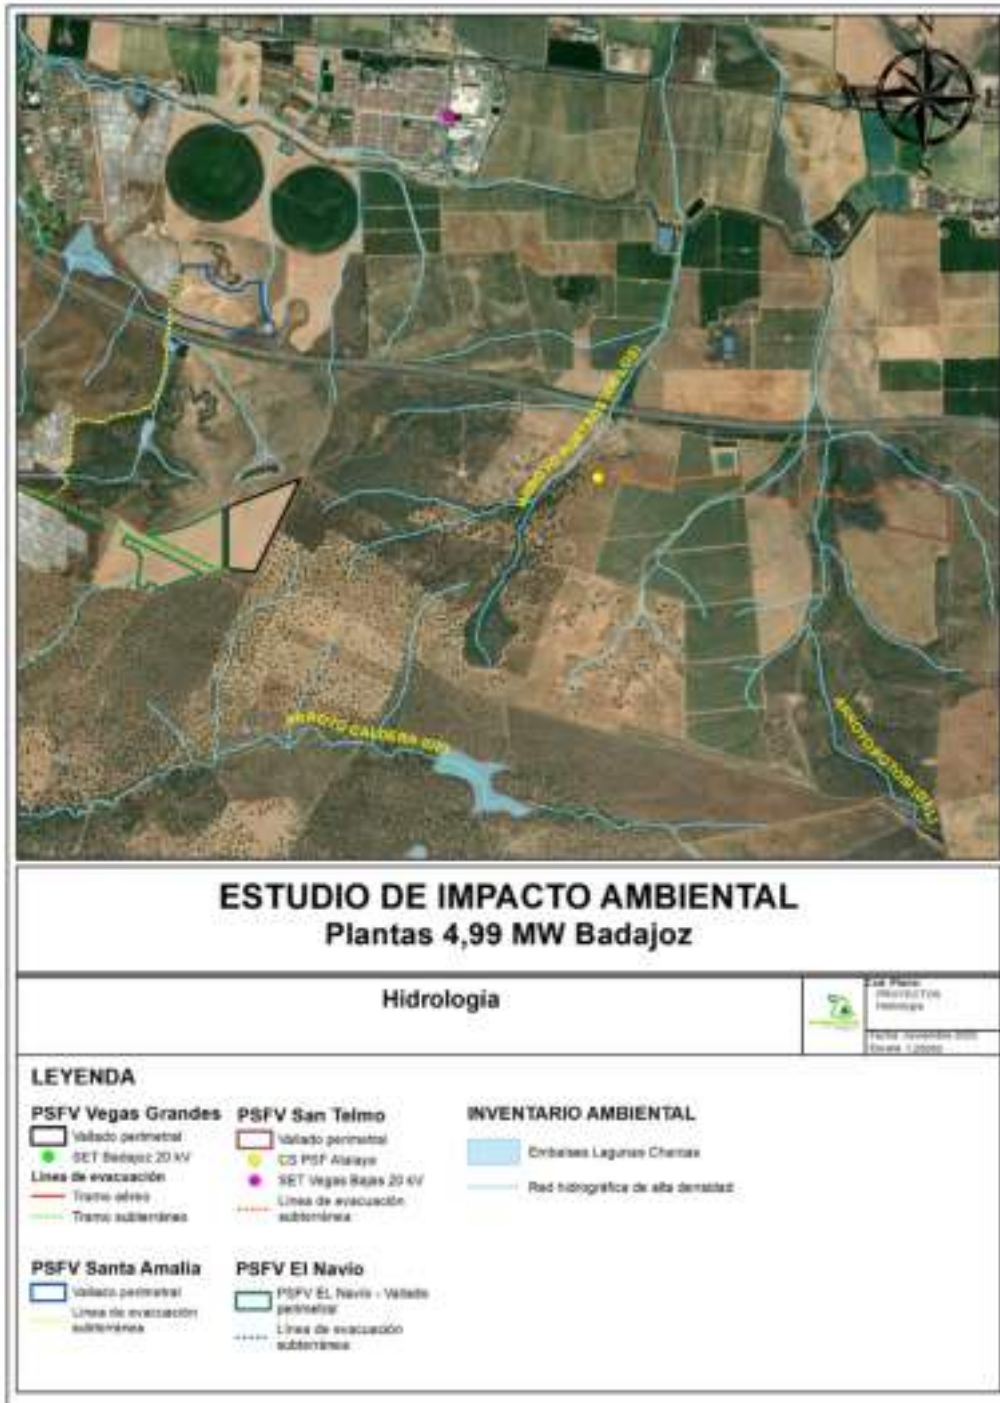 ARROYO CALDERA
ESTUDIO DE IMPACTO AMBIENTAL
Plantas 4,99 MW Badajoz
Hidrología
PROYECTOS
Hidrología
LEYENDA
PSFV Vegas Grandes
Vallado perimetral
SET Badajoz 20 kV
Línea de evacuación
Tramo aéreo
Tramo subterráneo
PSFV San Telmo
Vallado perimetral
CS PSF Atalaya
SET Vegas Bajas 20 kV
Línea de evacuación
subterránea
INVENTARIO AMBIENTAL
Embalses Lagunas Charcas
Red hidrográfica de alta densidad
PSFV Santa Amalia
Vallado perimetral
Línea de evacuación
subterránea
PSFV El Navío
PSFV EL Navío - Vallado
perimetral
Línea de evacuación
subterránea